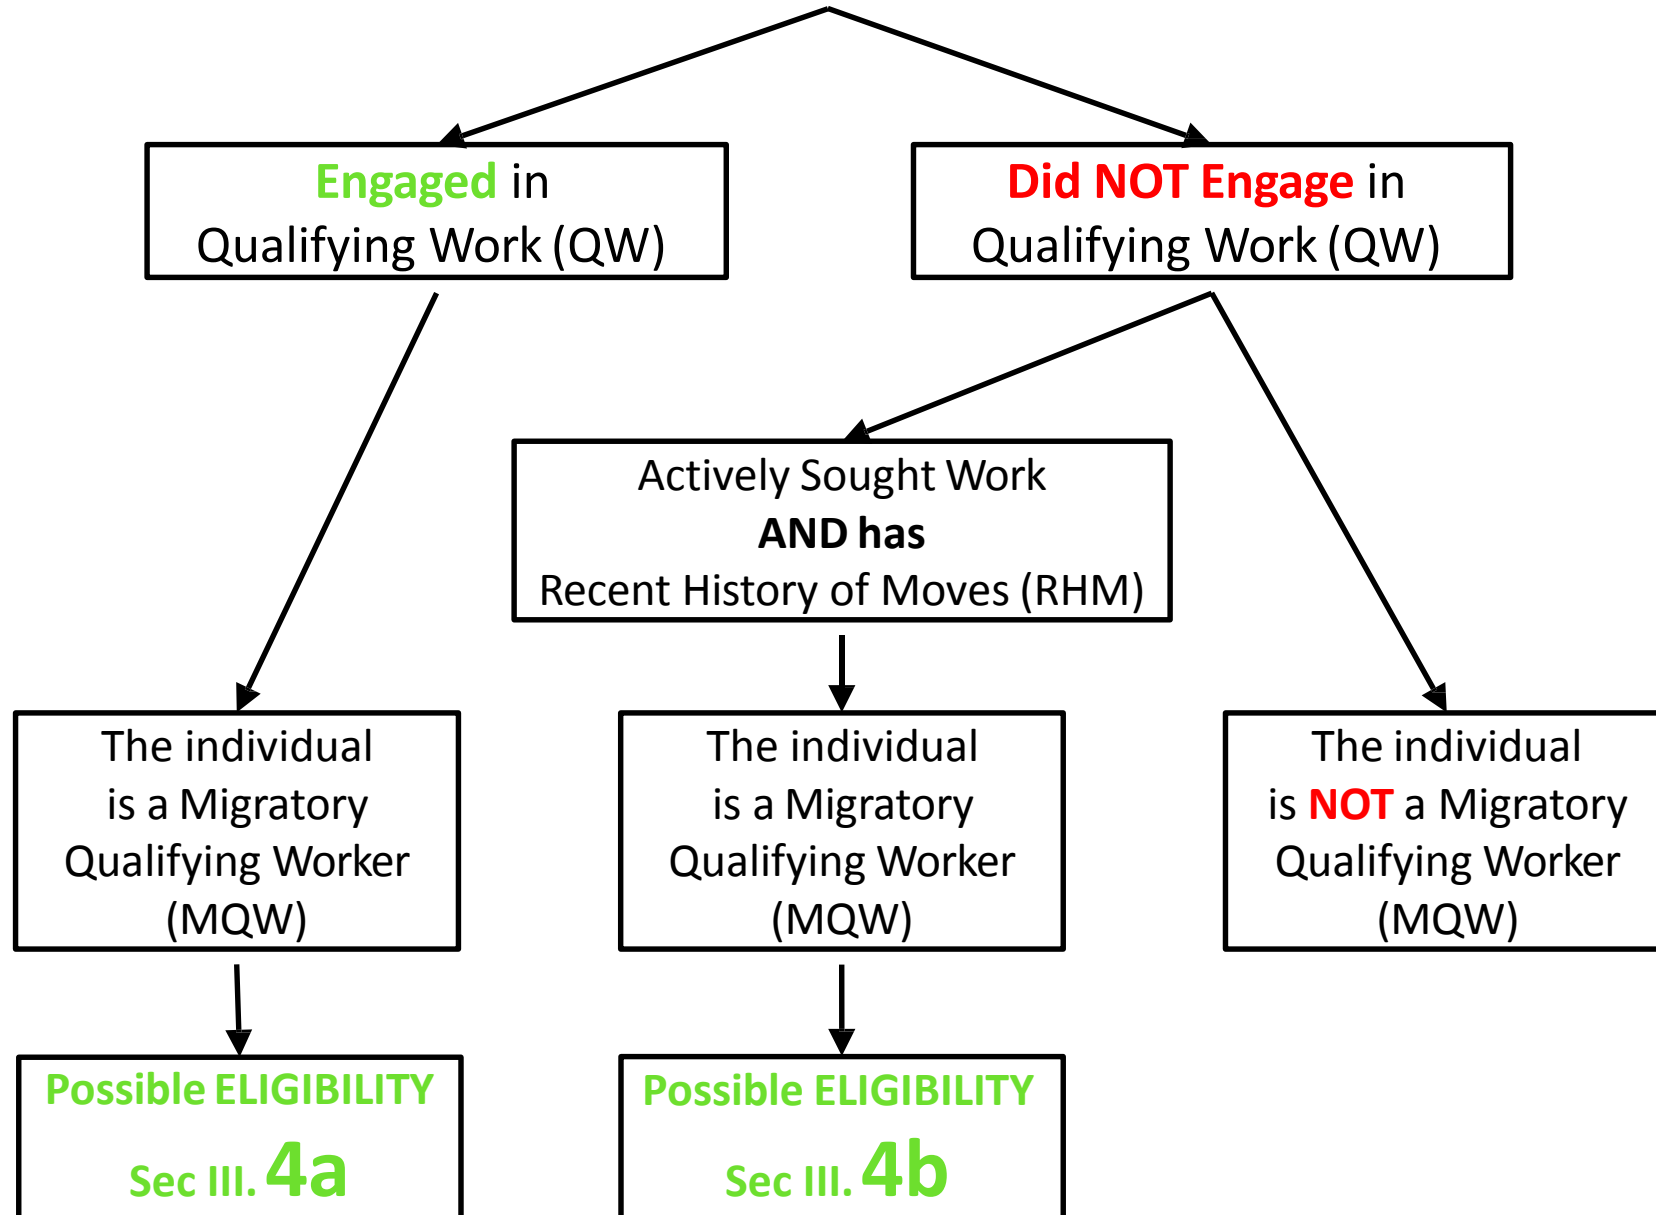 Engaged in
Qualifying Work (QW)
Did NOT Engage in
Qualifying Work (QW)
Actively Sought Work
AND has
Recent History of Moves (RHM)
The individual
is a Migratory
Qualifying Worker
(MQW)
The individual
is a Migratory
Qualifying Worker
(MQW)
The individual
is NOT a Migratory
Qualifying Worker
(MQW)
Possible ELIGIBILITY
Sec III. 4a
Possible ELIGIBILITY
Sec III. 4b